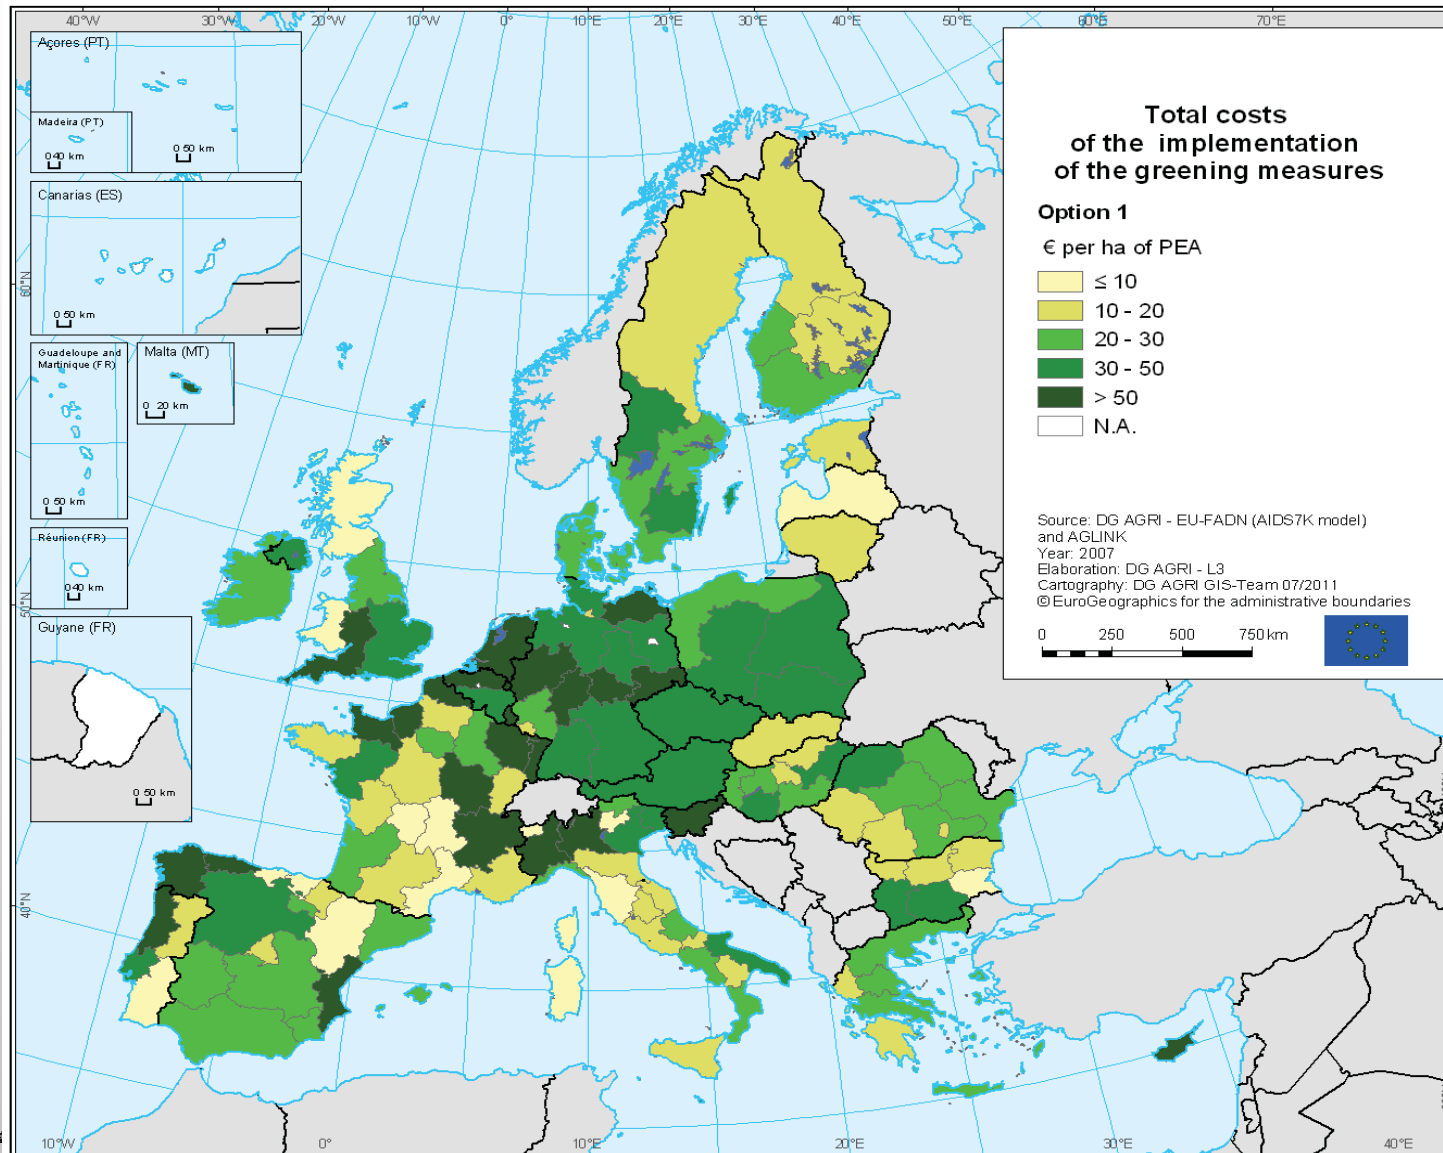 40°W 30°W 20°W 10°W 0° 10°E 20°E 30°E 40°E 50°E 60°E 70°E
Açores (PT)
Madeira (PT)
0 40 km
0 50 km
Canarias (ES)
0 50 km
Guadeloupe and
Martinique (FR)
0 50 km
Malta (MT)
0 20 km
Réunion (FR)
0 40 km
Guyane (FR)
0 50 km
60°N
50°N
40°N
Total costs
of the implementation
of the greening measures
Option 1
€ per ha of PEA
≤ 10
10 - 20
20 - 30
30 - 50
> 50
N.A.
Source: DG AGRI - EU-FADN (AIDS7K model)
and AGLINK
Year: 2007
Elaboration: DG AGRI - L3
Cartography: DG AGRI GIS-Team 07/2011
© EuroGeographics for the administrative boundaries
0 250 500 750 km
10°W 0° 10°E 20°E 30°E 40°E